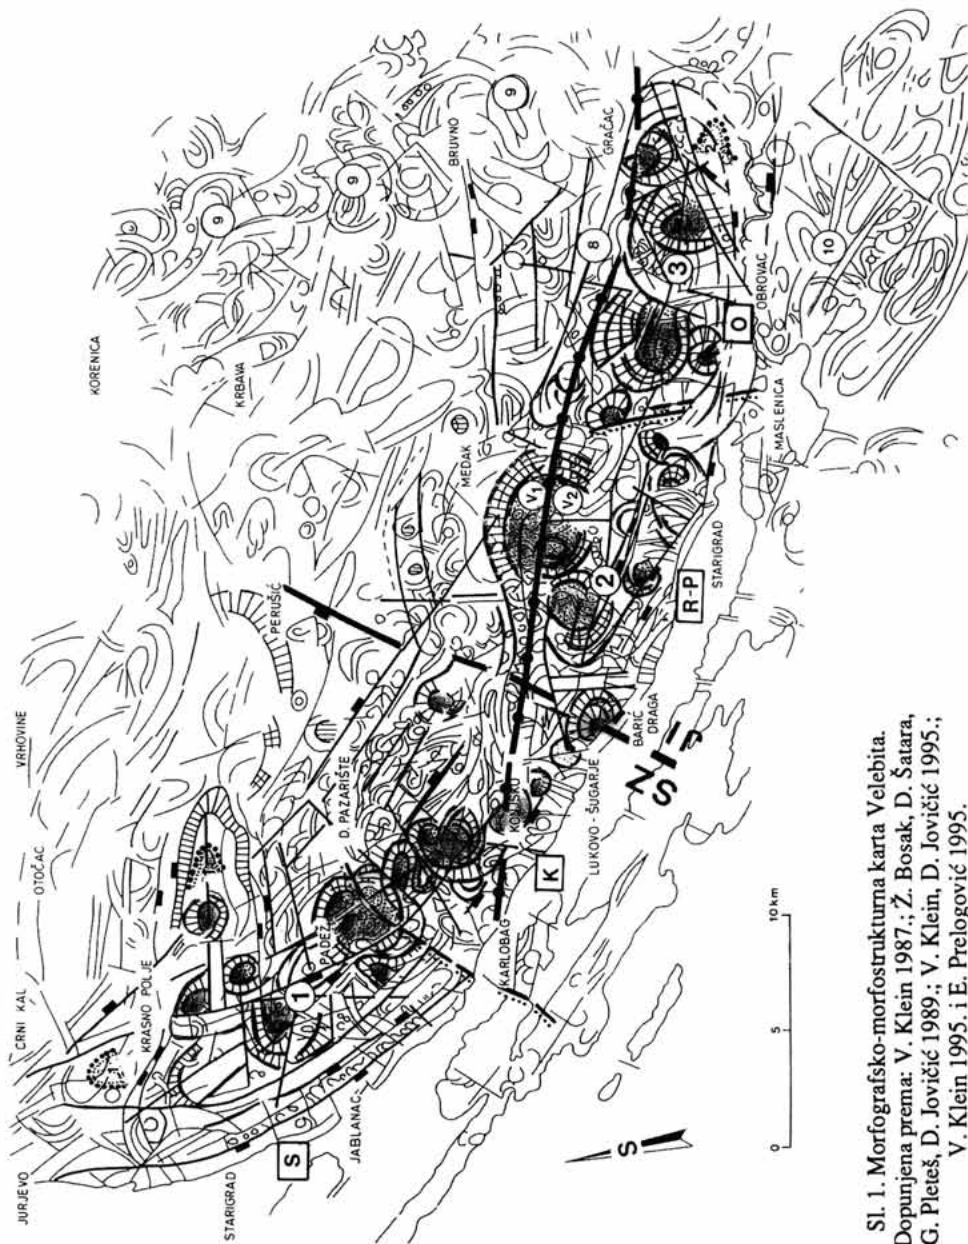 JURJEVO
CRNI KAL
OTOČAC
VRHOVINE
KORENICA
STARIGRAD
KRASNO POLJE
PERUŠIĆ
KRBAVA
9
9
9
BRUVNO
S
1
PADEŽ
D. PAZARIŠTE
MEDAK
8
GRAČAC
JABLANAC
KARLOBAG
KONJSKO
V1
V2
3
2
10
K
LUKOVO - ŠUGARJE
BARIĆ
DRAGA
R-P
STARIGRAD
MASLENICA
O
OBROVAC
SZ
JI
S
0
5
10 km
Sl. 1. Morfografsko-morfostrukturna karta Velebita.
Dopunjena prema: V. Klein 1987.; Ž. Bosak, D. Šatara,
G. Pleteš, D. Jovičić 1989.; V. Klein, D. Jovičić 1995.;
V. Klein 1995. i E. Prelogović 1995.